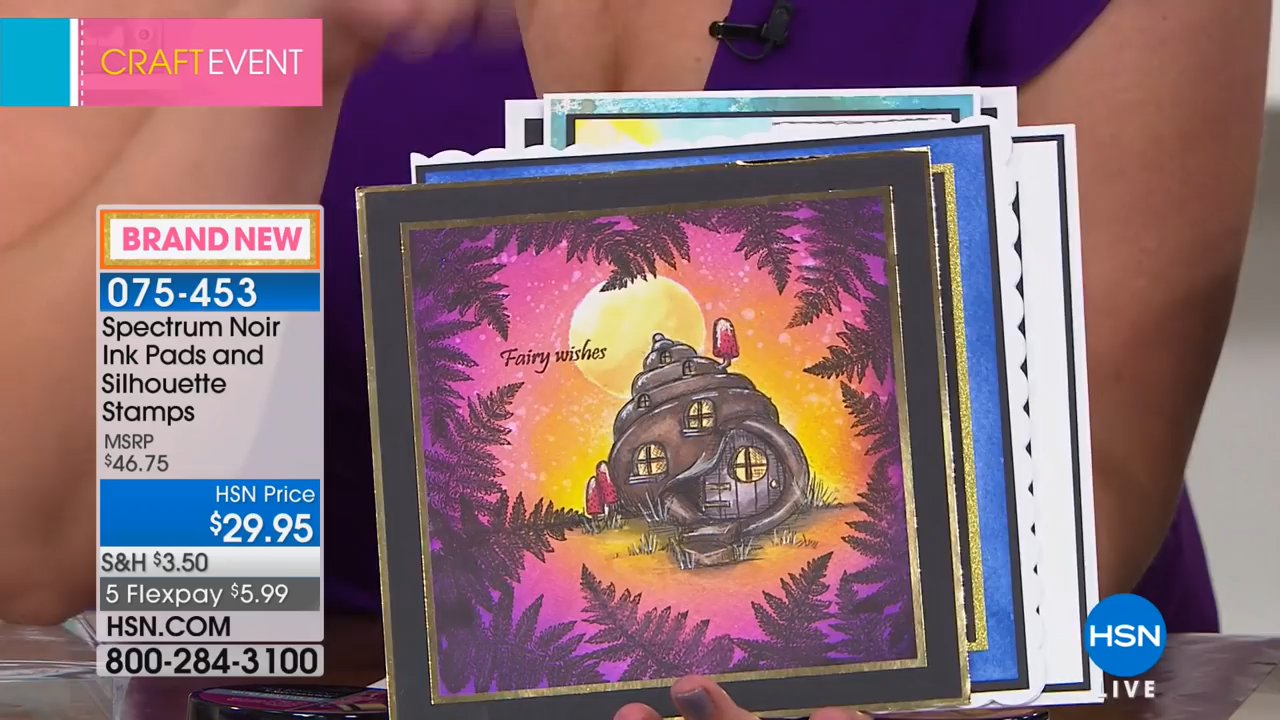 CRAFT EVENT
BRAND NEW
075-453
Spectrum Noir
Ink Pads and
Silhouette
Stamps
MSRP
$46.75
HSN Price
$29.95
S&H $3.50
5 Flexpay $5.99
HSN.COM
800-284-3100
Fairy wishes
HSN
LIVE